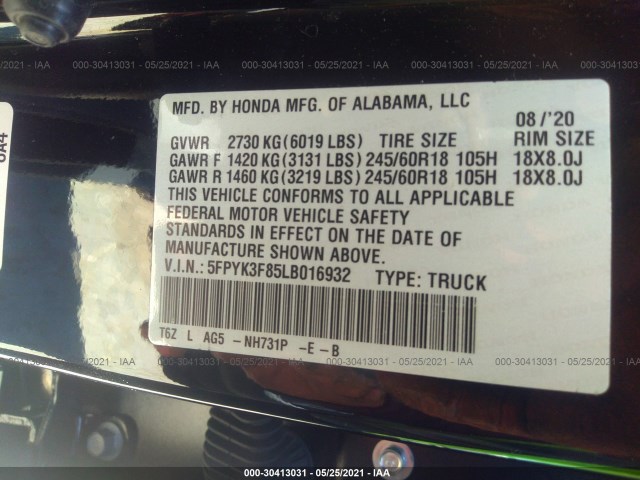 000-30413031 - 05/25/2021 - IAA
MFD. BY HONDA MFG. OF ALABAMA, LLC
08/'20
GVWR 2730 KG(6019 LBS) TIRE SIZE RIM SIZE
GAWR F 1420 KG(3131 LBS) 245/60R18 105H 18X8.0J
GAWR R 1460 KG(3219 LBS) 245/60R18 105H 18X8.0J
THIS VEHICLE CONFORMS TO ALL APPLICABLE
FEDERAL MOTOR VEHICLE SAFETY
STANDARDS IN EFFECT ON THE DATE OF
MANUFACTURE SHOWN ABOVE.
V.I.N.: 5FPYK3F85LB016932 TYPE: TRUCK
T6Z L AG5 -NH731P -E-B
000-30413031 - 05/25/2021 - IAA